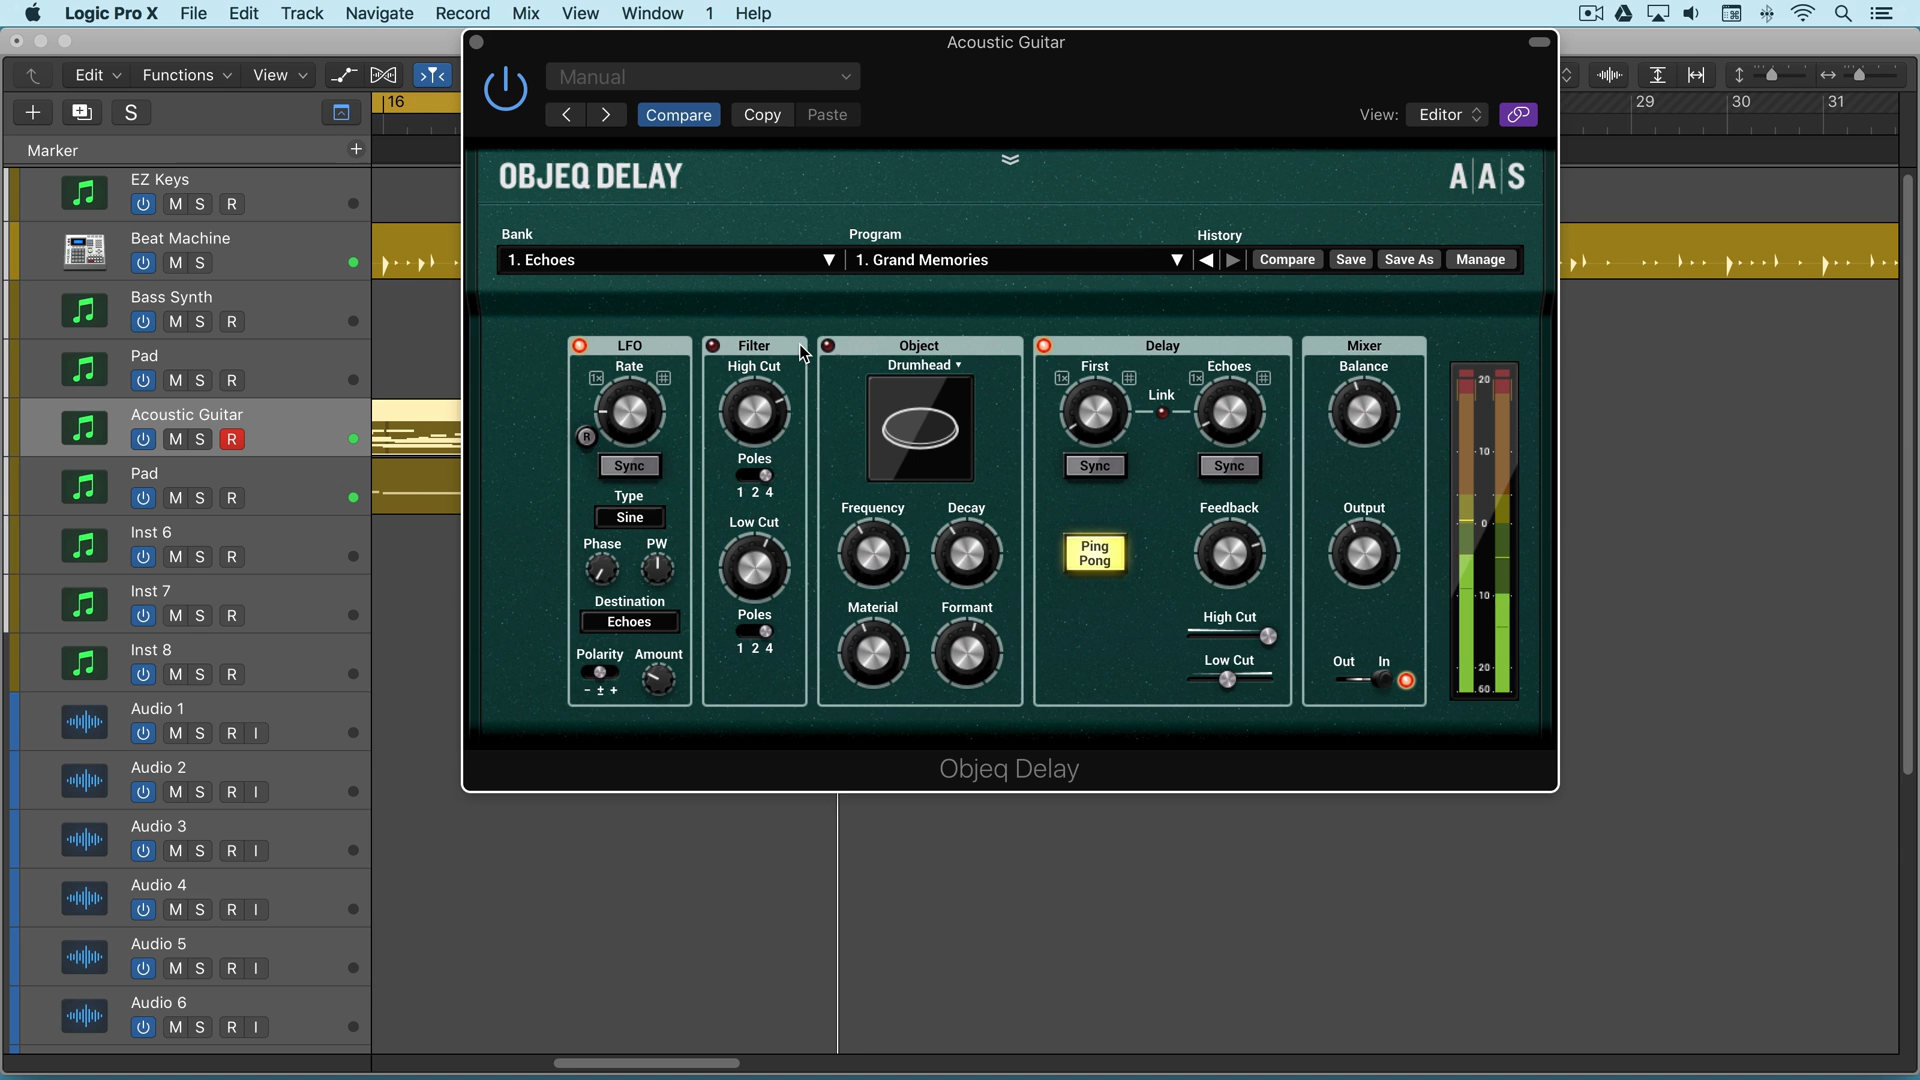 Logic Pro X File Edit Track Navigate Record Mix View Window 1 Help
Acoustic Guitar
Edit Functions View
Manual
Compare Copy Paste
View: Editor
S
16
29 30 31
Marker
OBJEQ DELAY
A|A|S
Bank
Program
History
1. Echoes
1. Grand Memories
Compare Save Save As Manage
LFO
Rate
1x
R
Sync
Type
Sine
Phase PW
Destination
Echoes
Polarity Amount
- ± +
Filter
High Cut
Poles
1 2 4
Low Cut
Poles
1 2 4
Object
Drumhead
Frequency Decay
Material Formant
Delay
First Echoes
1x 1x
Link
Sync Sync
Ping
Pong
Feedback
High Cut
Low Cut
Mixer
Balance
Output
Out In
20
10
0
10
20
60
Objeq Delay
EZ Keys
M S R
Beat Machine
M S
Bass Synth
M S R
Pad
M S R
Acoustic Guitar
M S R
Pad
M S R
Inst 6
M S R
Inst 7
M S R
Inst 8
M S R
Audio 1
M S R I
Audio 2
M S R I
Audio 3
M S R I
Audio 4
M S R I
Audio 5
M S R I
Audio 6
M S R I